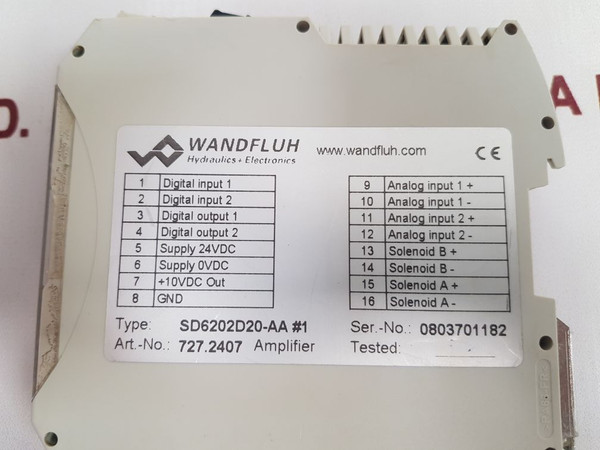 WANDFLUH
Hydraulics + Electronics
www.wandfluh.com
CE
1 Digital input 1
2 Digital input 2
3 Digital output 1
4 Digital output 2
5 Supply 24VDC
6 Supply 0VDC
7 +10VDC Out
8 GND
9 Analog input 1 +
10 Analog input 1 -
11 Analog input 2 +
12 Analog input 2 -
13 Solenoid B +
14 Solenoid B -
15 Solenoid A +
16 Solenoid A -
Type: SD6202D20-AA #1
Ser.-No.: 0803701182
Art.-No.: 727.2407 Amplifier
Tested: